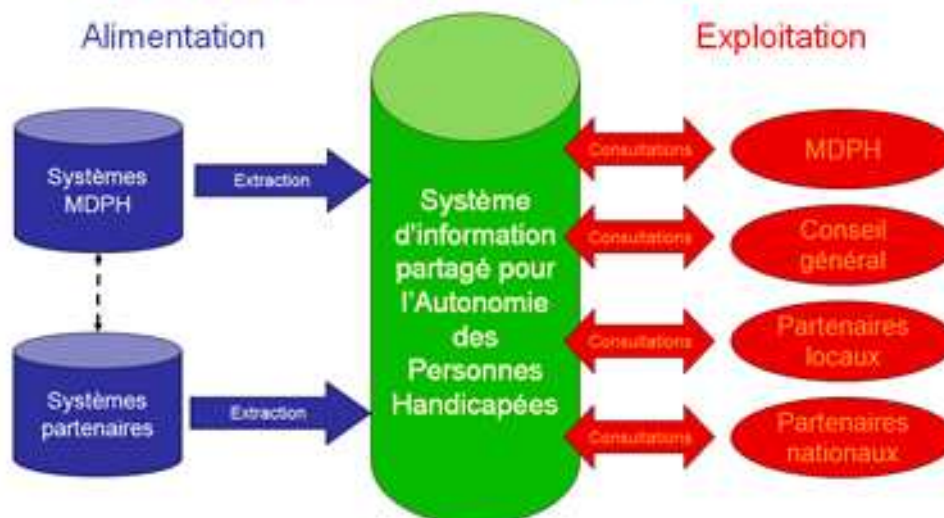 Alimentation
Exploitation
Systèmes
MDPH
Extraction
Systèmes
partenaires
Extraction
Système
d'information
partagé pour
l'Autonomie
des
Personnes
Handicapées
Consultations
MDPH
Consultations
Conseil
général
Consultations
Partenaires
locaux
Consultations
Partenaires
nationaux